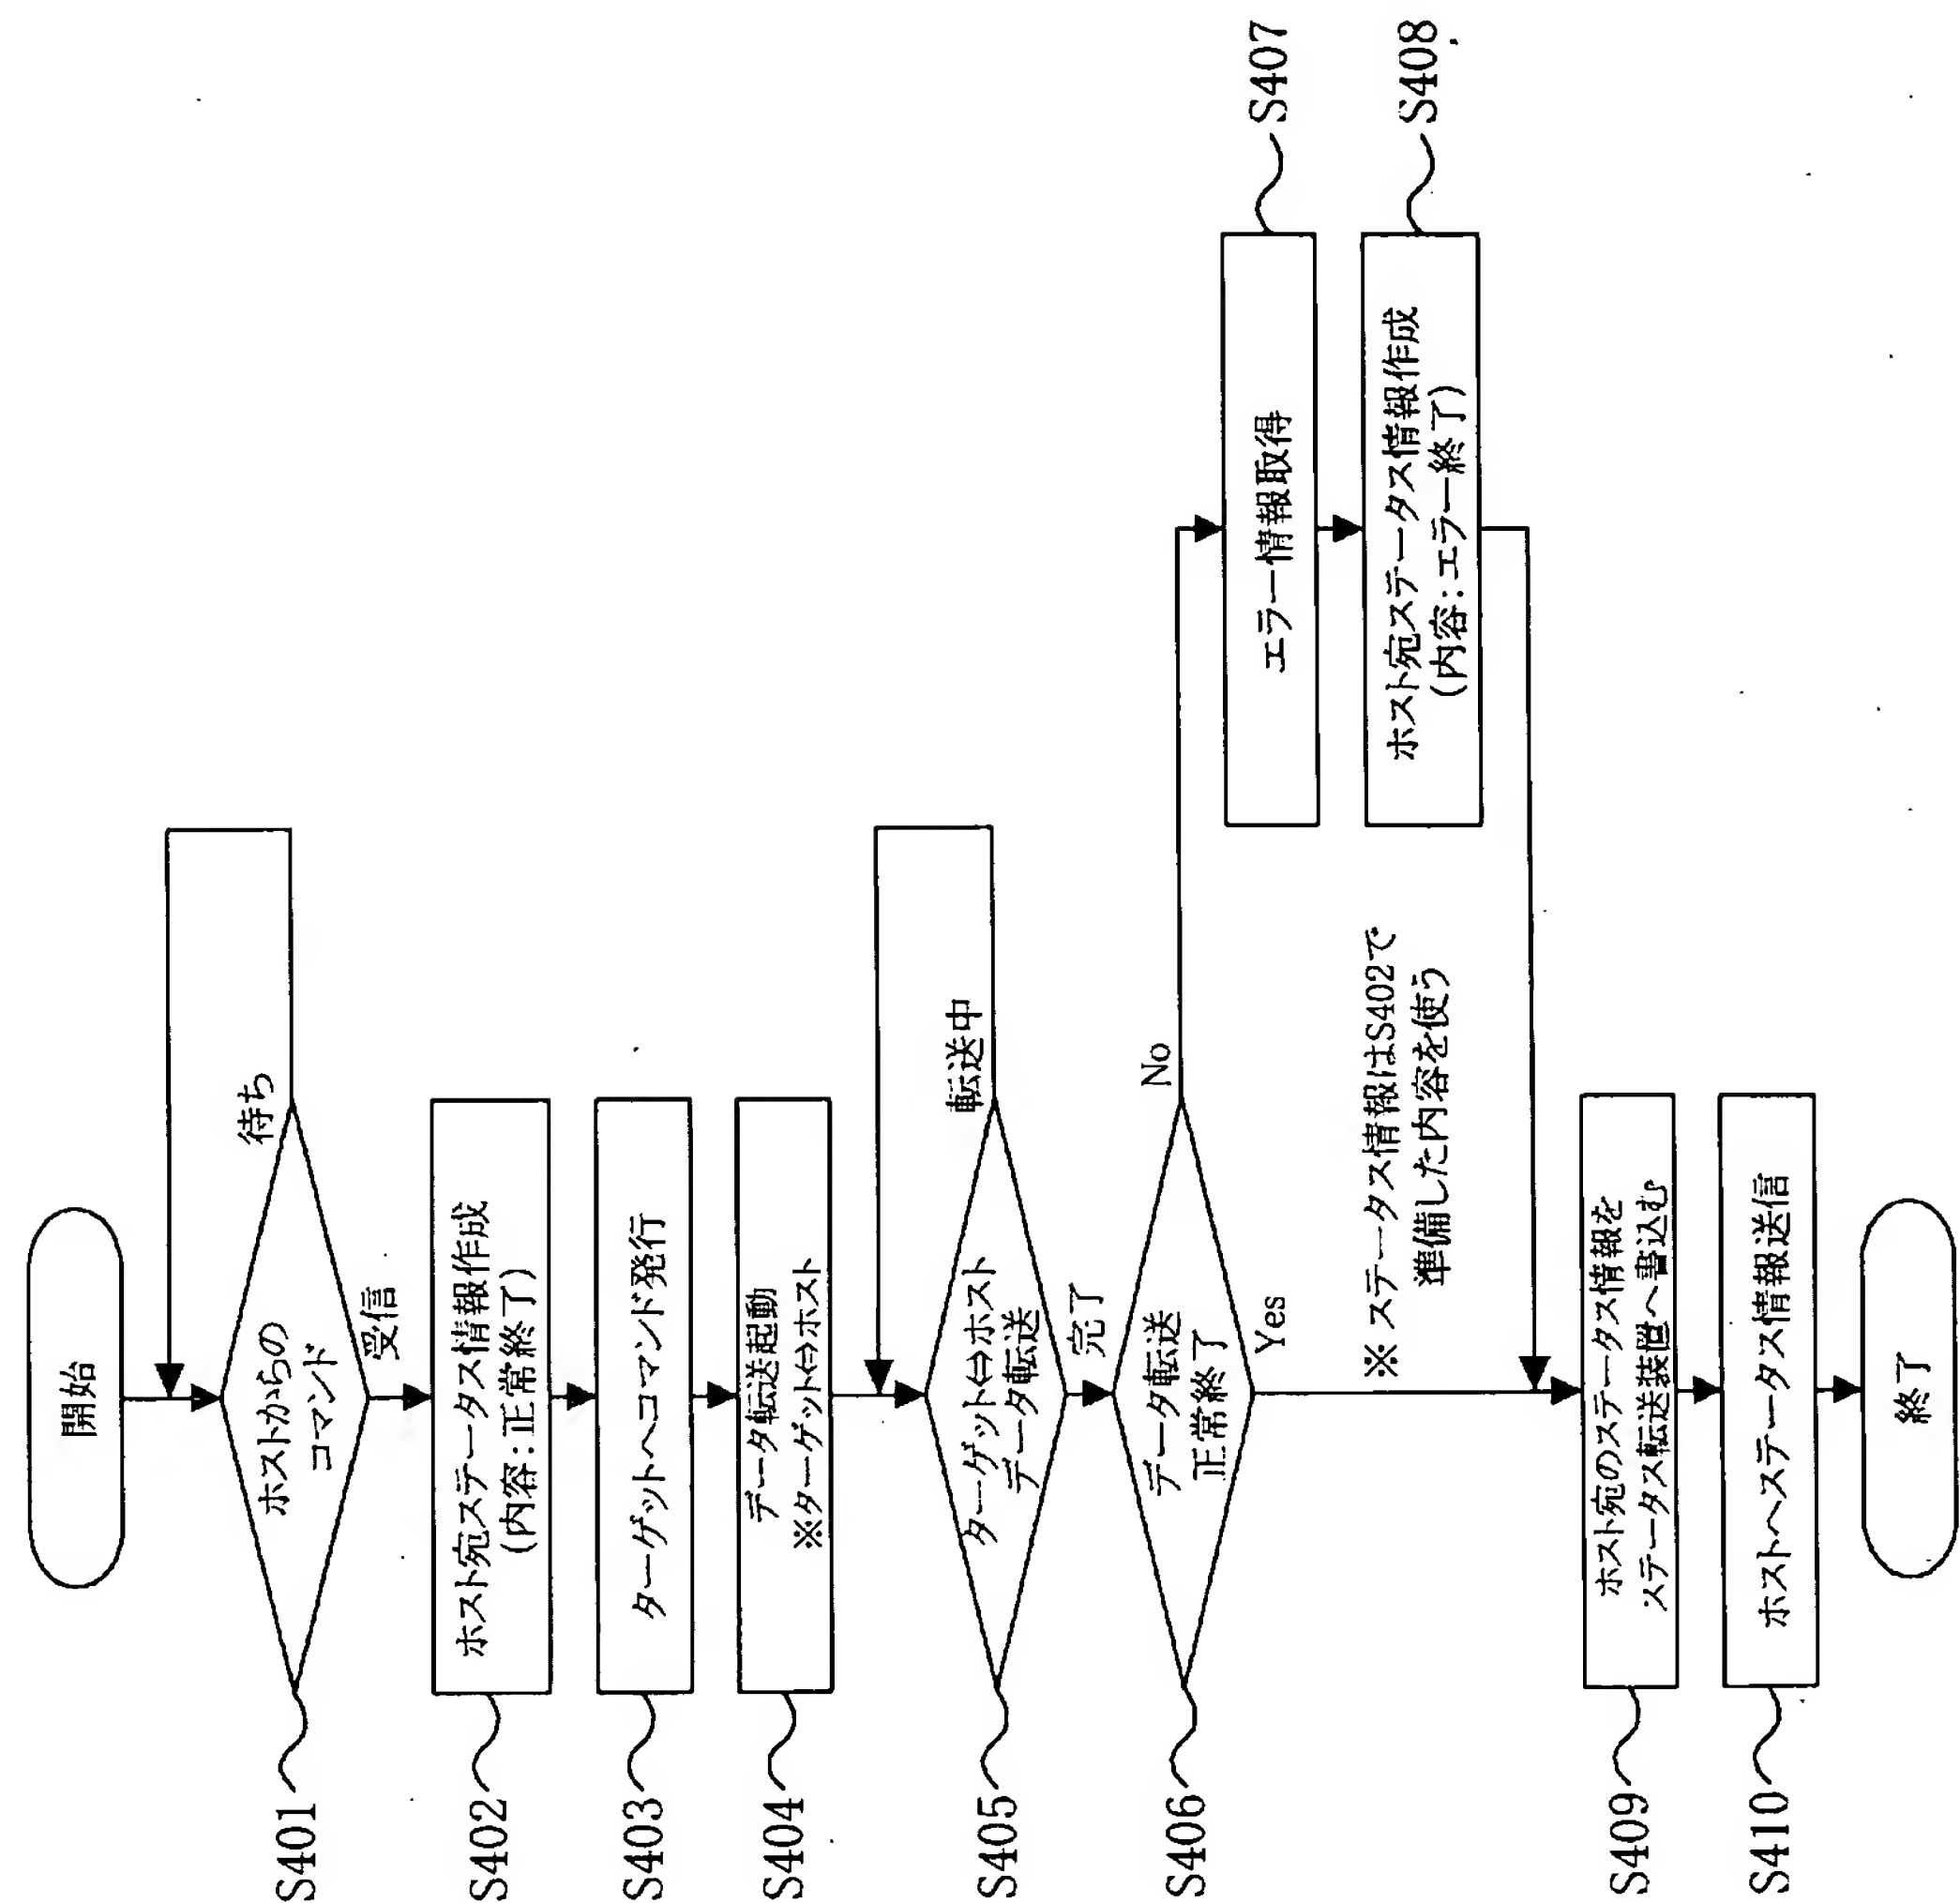 開始
ホストからの
コマンド
待ち
受信
S401
ホスト宛ステータス情報作成
(内容:正常終了)
S402
ターゲットへコマンド発行
S403
データ転送起動
※ターゲット⇔ホスト
S404
ターゲット⇔ホスト
データ転送
転送中
完了
S405
データ転送
正常終了
No
Yes
S406
エラー情報取得
S407
ホスト宛ステータス情報作成
(内容:エラー終了)
S408
※ ステータス情報はS402で
準備した内容を使う
ホスト宛のステータス情報を
ステータス転送装置へ書込む
S409
ホストへステータス情報送信
S410
終了